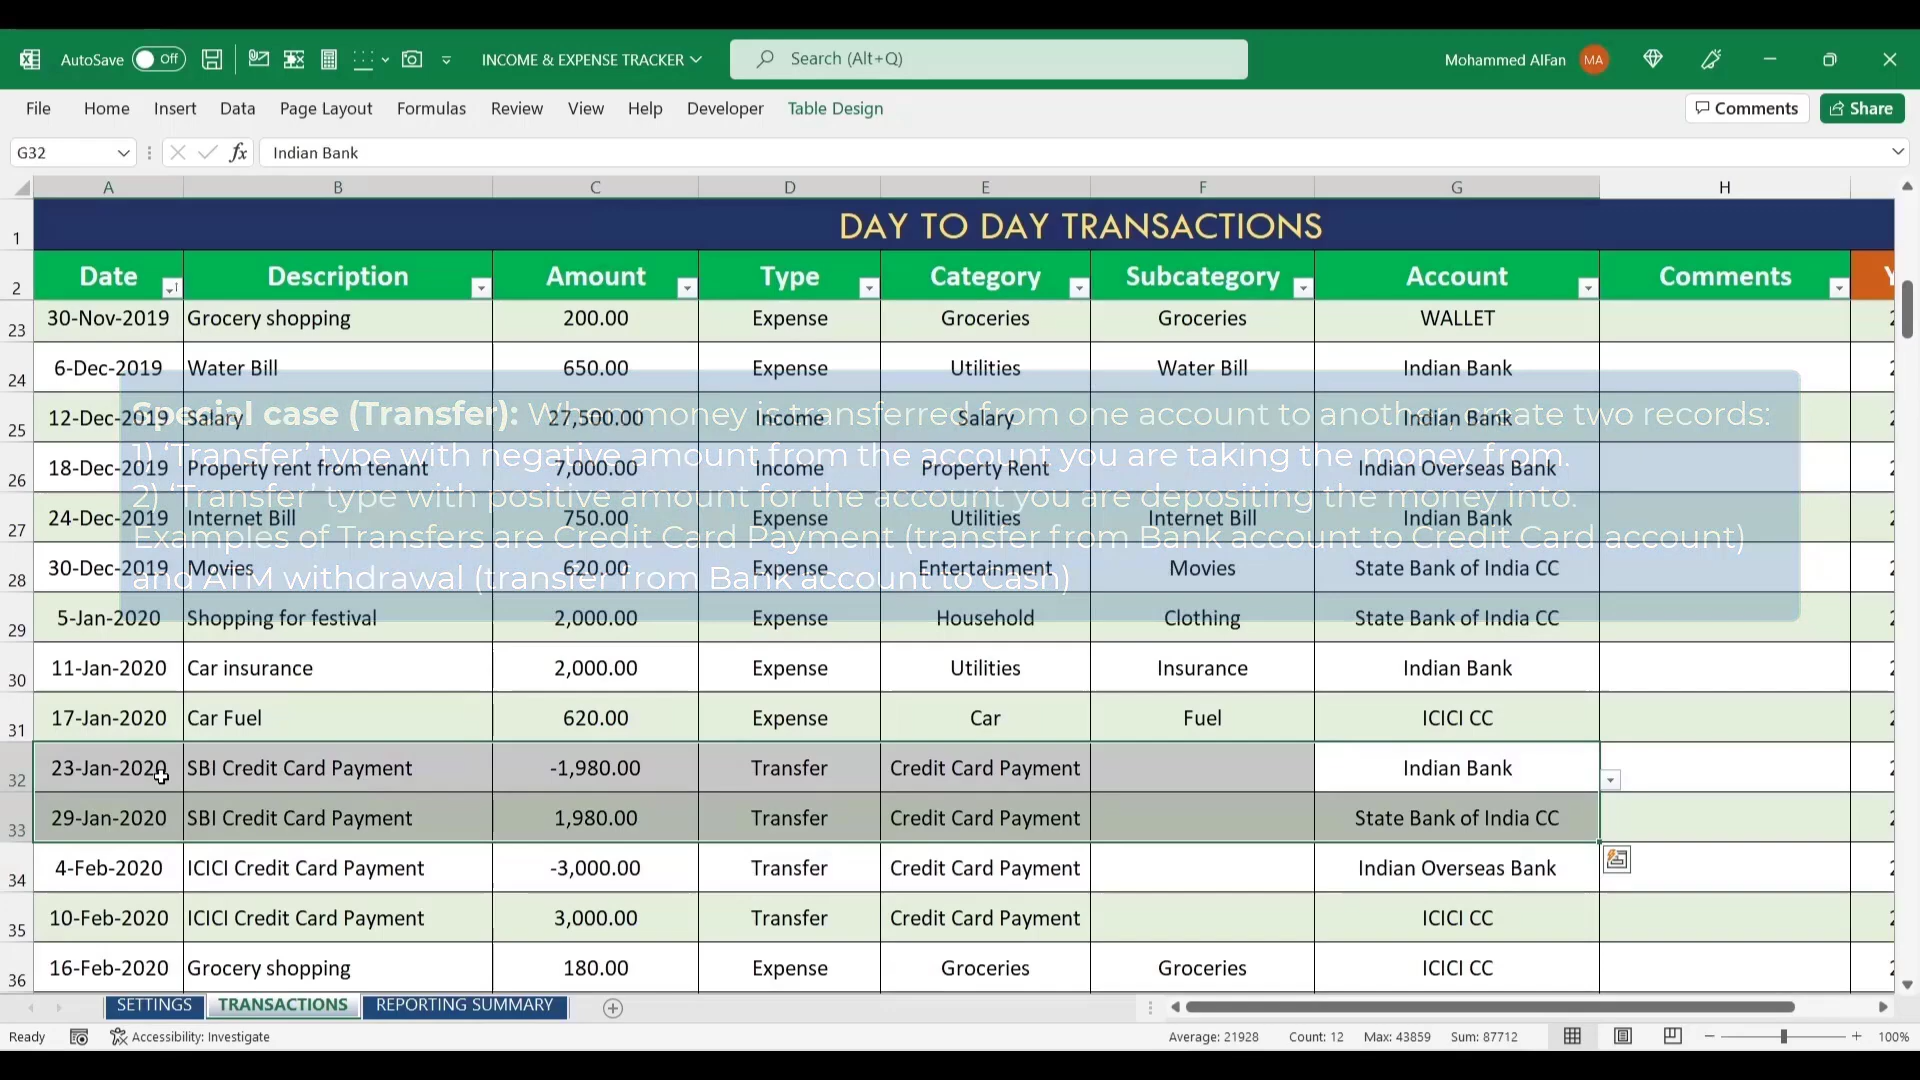 AutoSave Off INCOME & EXPENSE TRACKER Search (Alt+Q) Mohammed AlFan MA
File Home Insert Data Page Layout Formulas Review View Help Developer Table Design Comments Share
G32 fx Indian Bank
A B C D E F G H
1 DAY TO DAY TRANSACTIONS
2 Date Description Amount Type Category Subcategory Account Comments Y
23 30-Nov-2019 Grocery shopping 200.00 Expense Groceries Groceries WALLET
24 6-Dec-2019 Water Bill 650.00 Expense Utilities Water Bill Indian Bank
Special case (Transfer): When money is transferred from one account to another, create two records:
25 12-Dec-2019 Salary 27,500.00 Income Salary Indian Bank
1) ‘Transfer’ type with negative amount from the account you are taking the money from.
26 18-Dec-2019 Property rent from tenant 7,000.00 Income Property Rent Indian Overseas Bank
2) ‘Transfer’ type with positive amount for the account you are depositing the money into.
27 24-Dec-2019 Internet Bill 750.00 Expense Utilities Internet Bill Indian Bank
Examples of Transfers are Credit Card Payment (transfer from Bank account to Credit Card account)
28 30-Dec-2019 Movies 620.00 Expense Entertainment Movies State Bank of India CC
and ATM withdrawal (transfer from Bank account to Cash)
29 5-Jan-2020 Shopping for festival 2,000.00 Expense Household Clothing State Bank of India CC
30 11-Jan-2020 Car insurance 2,000.00 Expense Utilities Insurance Indian Bank
31 17-Jan-2020 Car Fuel 620.00 Expense Car Fuel ICICI CC
32 23-Jan-2020 SBI Credit Card Payment -1,980.00 Transfer Credit Card Payment Indian Bank
33 29-Jan-2020 SBI Credit Card Payment 1,980.00 Transfer Credit Card Payment State Bank of India CC
34 4-Feb-2020 ICICI Credit Card Payment -3,000.00 Transfer Credit Card Payment Indian Overseas Bank
35 10-Feb-2020 ICICI Credit Card Payment 3,000.00 Transfer Credit Card Payment ICICI CC
36 16-Feb-2020 Grocery shopping 180.00 Expense Groceries Groceries ICICI CC
SETTINGS TRANSACTIONS REPORTING SUMMARY
Ready Accessibility: Investigate Average: 21928 Count: 12 Max: 43859 Sum: 87712 100%